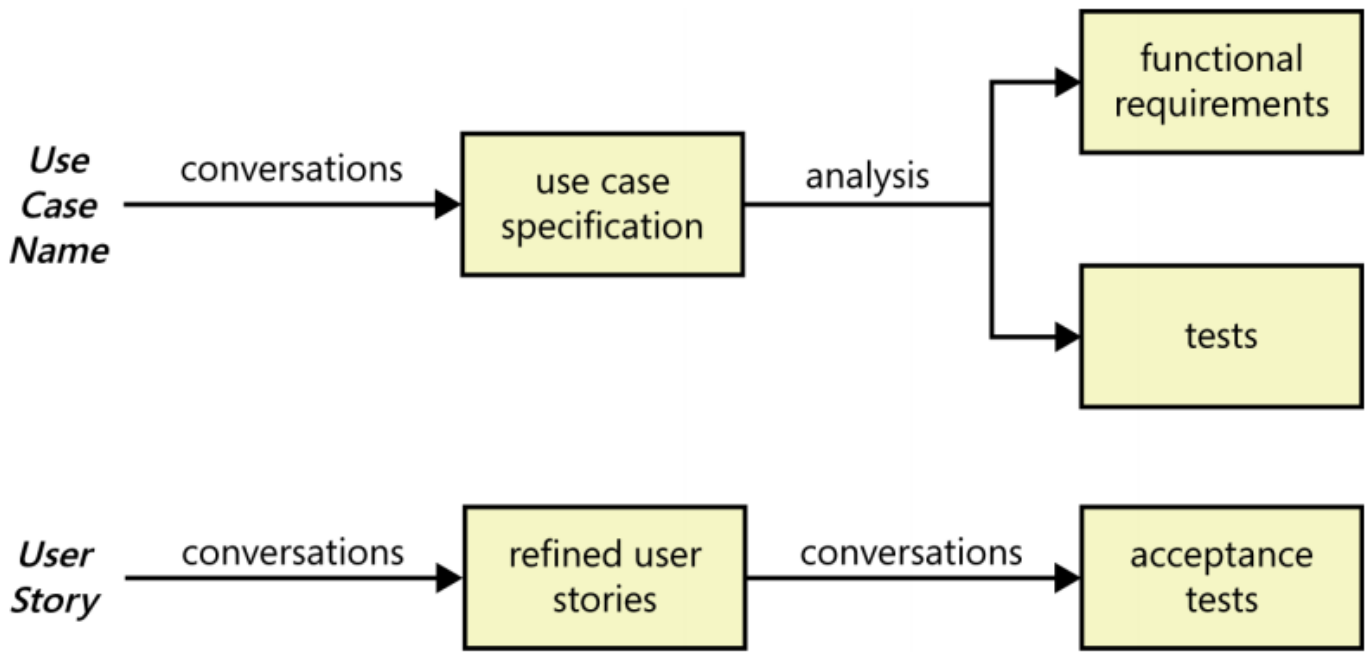 Use
Case
Name
conversations
use case
specification
analysis
functional
requirements
tests
User
Story
conversations
refined user
stories
conversations
acceptance
tests